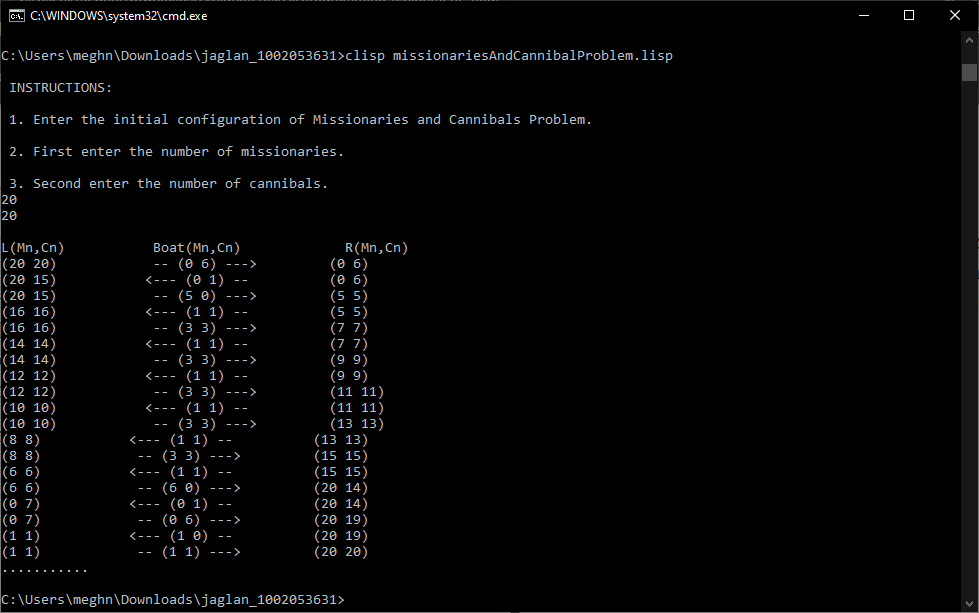 C:\WINDOWS\system32\cmd.exe
C:\Users\meghn\Downloads\jaglan_1002053631>clisp missionariesAndCannibalProblem.lisp
INSTRUCTIONS:
1. Enter the initial configuration of Missionaries and Cannibals Problem.
2. First enter the number of missionaries.
3. Second enter the number of cannibals.
20
20
L(Mn,Cn) Boat(Mn,Cn) R(Mn,Cn)
(20 20) -- (0 6) ---> (0 6)
(20 15) <--- (0 1) -- (0 6)
(20 15) -- (5 0) ---> (5 5)
(16 16) <--- (1 1) -- (5 5)
(16 16) -- (3 3) ---> (7 7)
(14 14) <--- (1 1) -- (7 7)
(14 14) -- (3 3) ---> (9 9)
(12 12) <--- (1 1) -- (9 9)
(12 12) -- (3 3) ---> (11 11)
(10 10) <--- (1 1) -- (11 11)
(10 10) -- (3 3) ---> (13 13)
(8 8) <--- (1 1) -- (13 13)
(8 8) -- (3 3) ---> (15 15)
(6 6) <--- (1 1) -- (15 15)
(6 6) -- (6 0) ---> (20 14)
(0 7) <--- (0 1) -- (20 14)
(0 7) -- (0 6) ---> (20 19)
(1 1) <--- (1 0) -- (20 19)
(1 1) -- (1 1) ---> (20 20)
...........
C:\Users\meghn\Downloads\jaglan_1002053631>